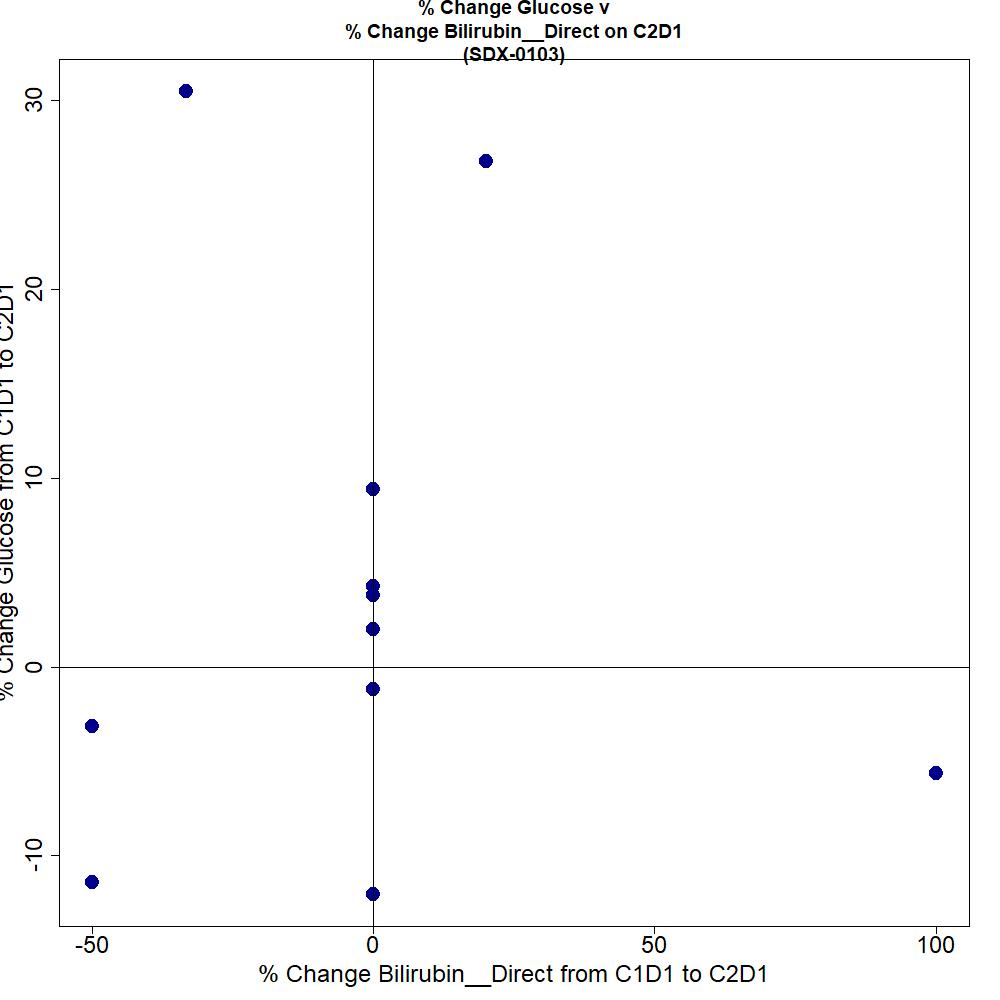 % Change Glucose v
% Change Bilirubin__Direct on C2D1
(SDX-0103)
% Change Glucose from C1D1 to C2D1
30
20
10
0
-10
-50
0
50
100
% Change Bilirubin__Direct from C1D1 to C2D1